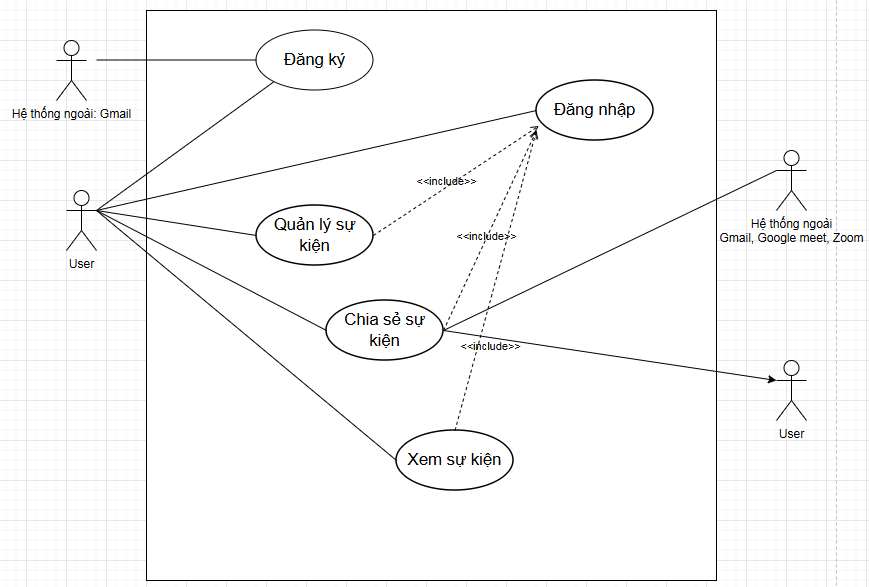 Đăng ký
Hệ thống ngoài: Gmail
Đăng nhập
<<include>>
Quản lý sự
kiện
User
<<include>>
Hệ thống ngoài
Gmail, Google meet, Zoom
Chia sẻ sự
kiện
<<include>>
User
Xem sự kiện